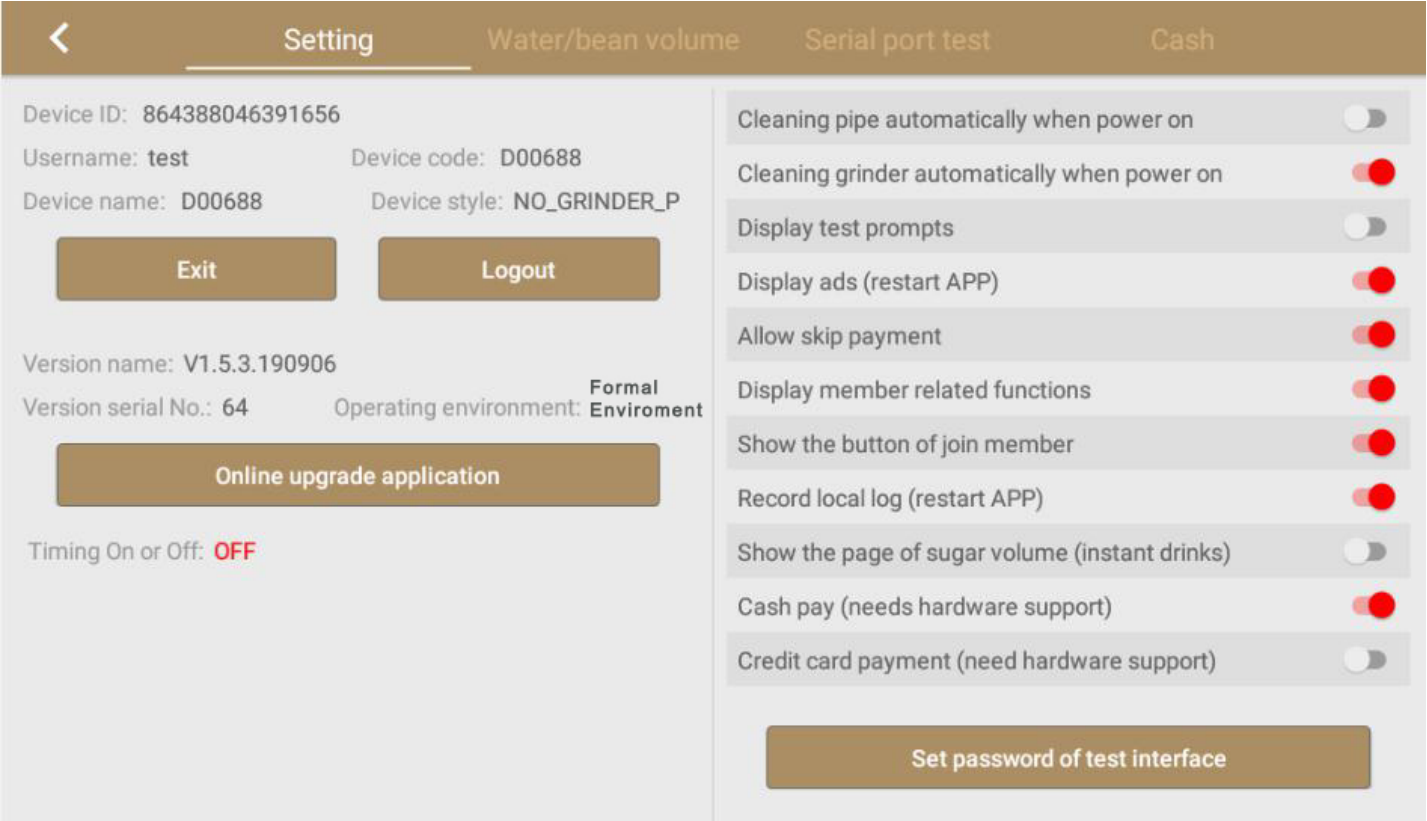 Setting Water/bean volume Serial port test Cash
Device ID: 864388046391656
Username: test Device code: D00688
Device name: D00688 Device style: NO_GRINDER_P
Exit Logout
Version name: V1.5.3.190906
Version serial No.: 64 Operating environment: Formal
Enviroment
Online upgrade application
Timing On or Off: OFF
Cleaning pipe automatically when power on
Cleaning grinder automatically when power on
Display test prompts
Display ads (restart APP)
Allow skip payment
Display member related functions
Show the button of join member
Record local log (restart APP)
Show the page of sugar volume (instant drinks)
Cash pay (needs hardware support)
Credit card payment (need hardware support)
Set password of test interface